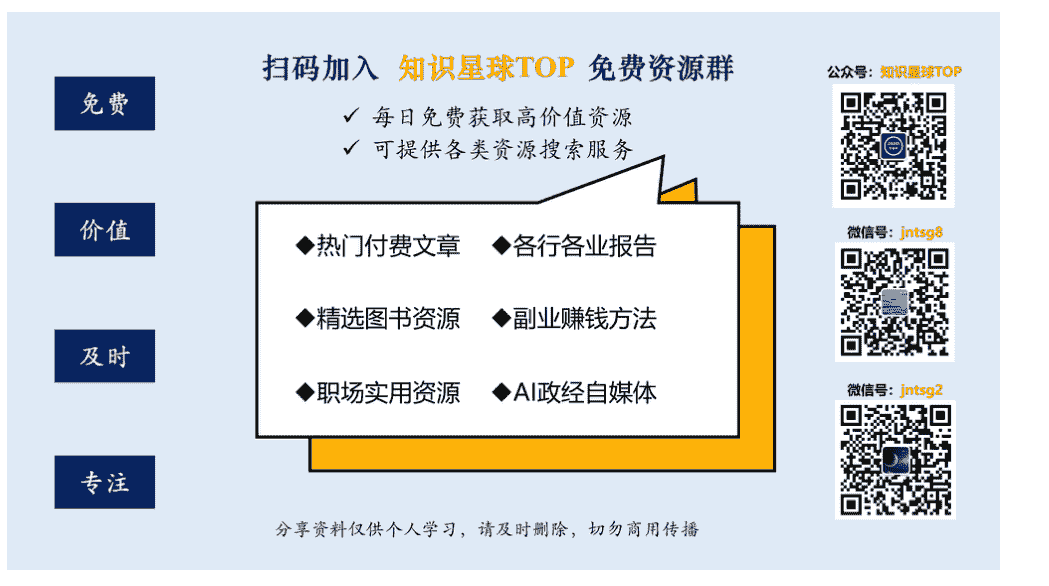 扫码加入 知识星球TOP 免费资源群
✓ 每日免费获取高价值资源
✓ 可提供各类资源搜索服务
免费
价值
及时
专注
◆热门付费文章 ◆各行各业报告
◆精选图书资源 ◆副业赚钱方法
◆职场实用资源 ◆AI政经自媒体
分享资料仅供个人学习，请及时删除，切勿商用传播
公众号：知识星球TOP
微信号：jntsg8
微信号：jntsg2